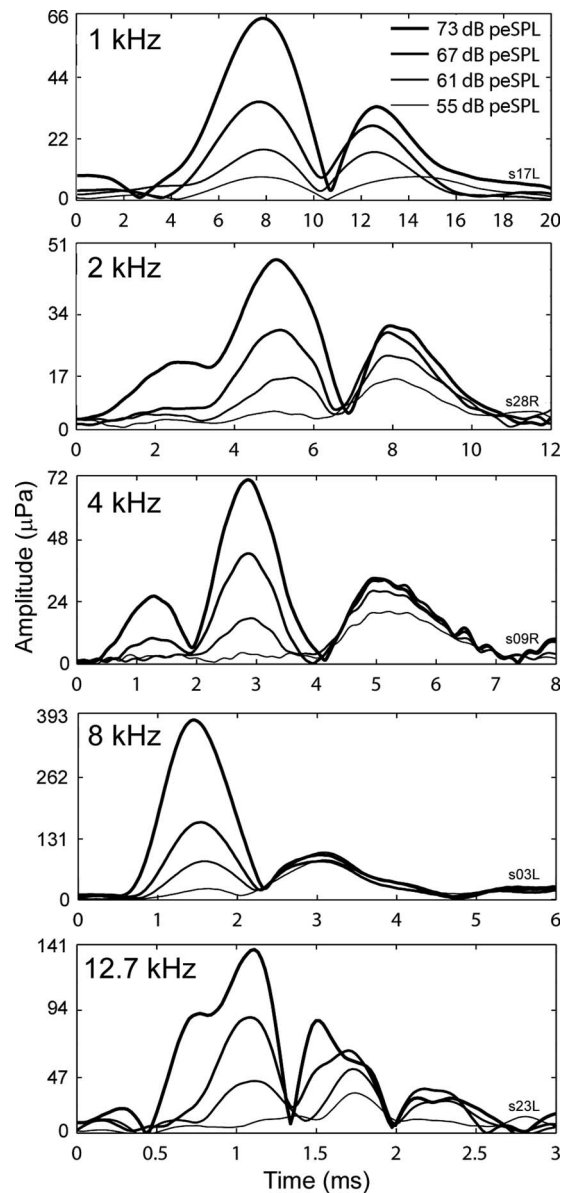 1 kHz
73 dB peSPL
67 dB peSPL
61 dB peSPL
55 dB peSPL
66
44
22
0
s17L
0 2 4 6 8 10 12 14 16 18 20
2 kHz
51
34
17
0
s28R
0 2 4 6 8 10 12
4 kHz
72
48
24
0
s09R
0 1 2 3 4 5 6 7 8
Amplitude (μPa)
8 kHz
393
262
131
0
s03L
0 1 2 3 4 5 6
12.7 kHz
141
94
47
0
s23L
0 0.5 1 1.5 2 2.5 3
Time (ms)